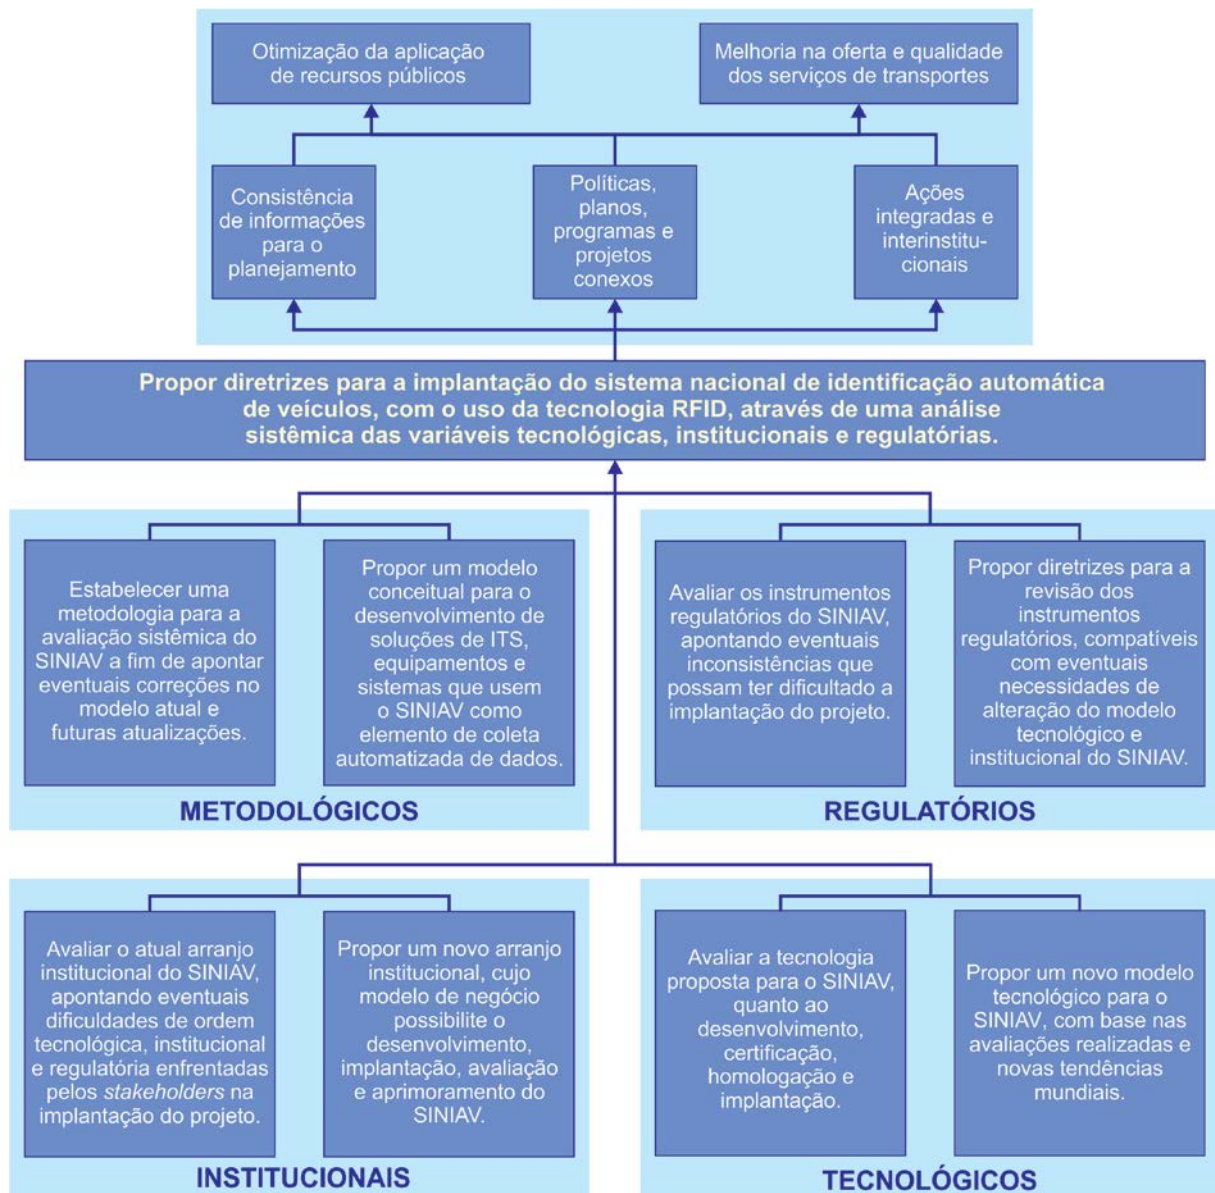 Otimização da aplicação
de recursos públicos
Melhoria na oferta e qualidade
dos serviços de transportes
Consistência
de informações
para o
planejamento
Políticas,
planos,
programas e
projetos
conexos
Ações
integradas e
interinstitu-
cionais
Propor diretrizes para a implantação do sistema nacional de identificação automática
de veículos, com o uso da tecnologia RFID, através de uma análise
sistêmica das variáveis tecnológicas, institucionais e regulatórias.
Estabelecer uma
metodologia para a
avaliação sistêmica do
SINIAV a fim de apontar
eventuais correções no
modelo atual e
futuras atualizações.
Propor um modelo
conceitual para o
desenvolvimento de
soluções de ITS,
equipamentos e
sistemas que usem
o SINIAV como
elemento de coleta
automatizada de dados.
METODOLÓGICOS
Avaliar os instrumentos
regulatórios do SINIAV,
apontando eventuais
inconsistências que
possam ter dificultado a
implantação do projeto.
Propor diretrizes para a
revisão dos
instrumentos
regulatórios, compatíveis
com eventuais
necessidades de
alteração do modelo
tecnológico e
institucional do SINIAV.
REGULATÓRIOS
Avaliar o atual arranjo
institucional do SINIAV,
apontando eventuais
dificuldades de ordem
tecnológica, institucional
e regulatória enfrentadas
pelos stakeholders na
implantação do projeto.
Propor um novo arranjo
institucional, cujo
modelo de negócio
possibilite o
desenvolvimento,
implantação, avaliação
e aprimoramento do
SINIAV.
INSTITUCIONAIS
Avaliar a tecnologia
proposta para o SINIAV,
quanto ao
desenvolvimento,
certificação,
homologação e
implantação.
Propor um novo modelo
tecnológico para o
SINIAV, com base nas
avaliações realizadas e
novas tendências
mundiais.
TECNOLÓGICOS